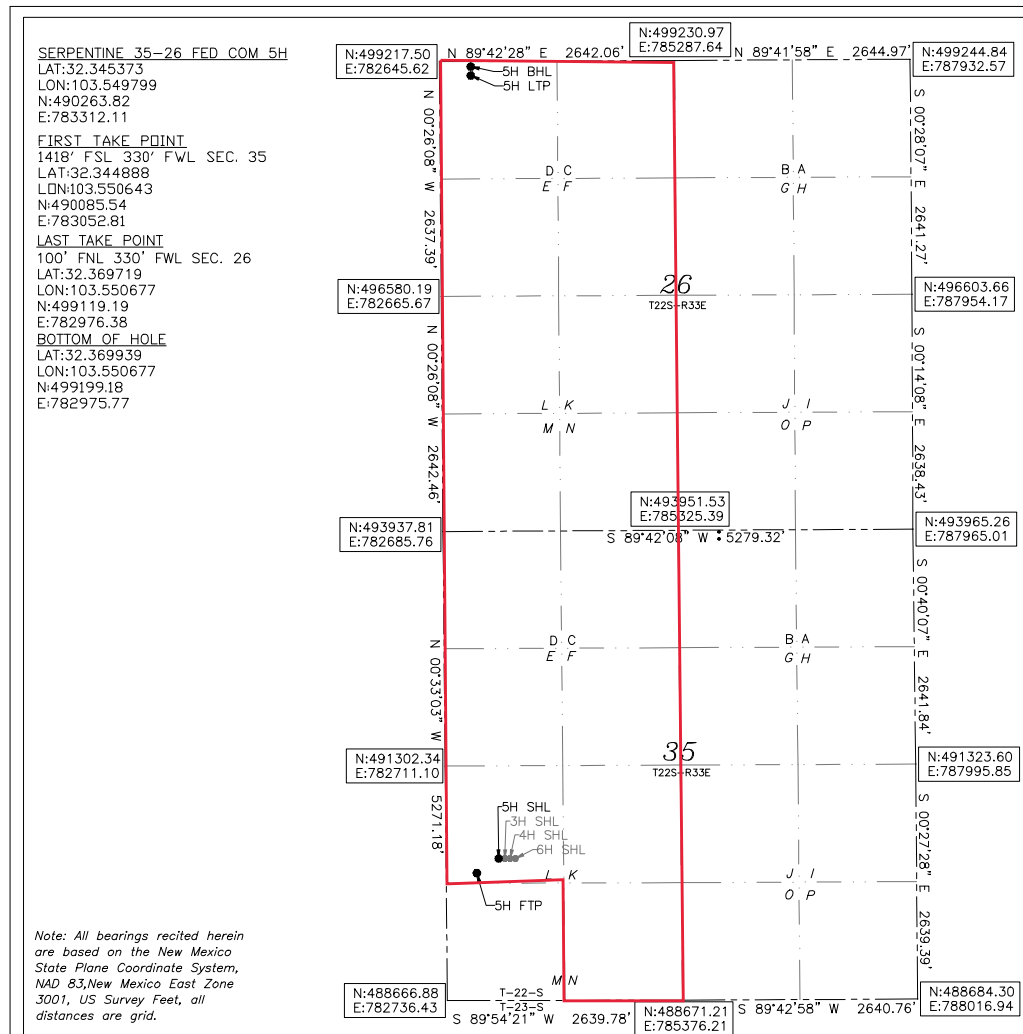 SERPENTINE 35-26 FED COM 5H
LAT:32.345373
LON:103.549799
N:490263.82
E:783312.11
FIRST TAKE POINT
1418' FSL 330' FWL SEC. 35
LAT:32.344888
LON:103.550643
N:490085.54
E:783052.81
LAST TAKE POINT
100' FNL 330' FWL SEC. 26
LAT:32.369719
LON:103.550677
N:499119.19
E:782976.38
BOTTOM OF HOLE
LAT:32.369939
LON:103.550677
N:499199.18
E:782975.77
N:499217.50
E:782645.62
N 89°42'28" E 2642.06'
N:499230.97
E:785287.64
N 89°41'58" E 2644.97'
N:499244.84
E:787932.57
5H BHL
5H LTP
N 00°26'08" W 2637.39'
S 00°28'07" E 2641.27'
D C
E F
B A
G H
N:496580.19
E:782665.67
26
T22S-R33E
N:496603.66
E:787954.17
N 00°26'08" W 2642.46'
S 00°14'08" E 2638.43'
L K
M N
J I
O P
N:493937.81
E:782685.76
N:493951.53
E:785325.39
S 89°42'08" W : 5279.32'
N:493965.26
E:787965.01
N 00°33'03" W 5271.18'
S 00°40'07" E 2641.84'
D C
E F
B A
G H
N:491302.34
E:782711.10
35
T22S-R33E
N:491323.60
E:787995.85
5H SHL
3H SHL
4H SHL
6H SHL
S 00°27'28" E 2639.39'
L K
J I
O P
5H FTP
M N
N:488666.88
E:782736.43
T-22-S
T-23-S
S 89°54'21" W 2639.78'
N:488671.21
E:785376.21
S 89°42'58" W 2640.76'
N:488684.30
E:788016.94
Note: All bearings recited herein
are based on the New Mexico
State Plane Coordinate System,
NAD 83,New Mexico East Zone
3001, US Survey Feet, all
distances are grid.